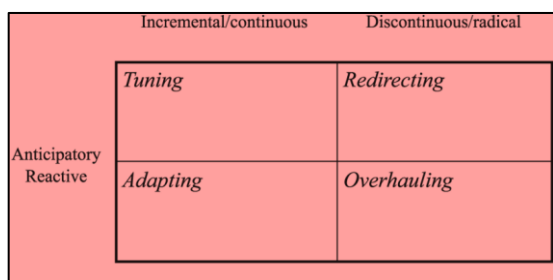 Incremental/continuous Discontinuous/radical
Tuning Redirecting
Anticipatory
Reactive
Adapting Overhauling